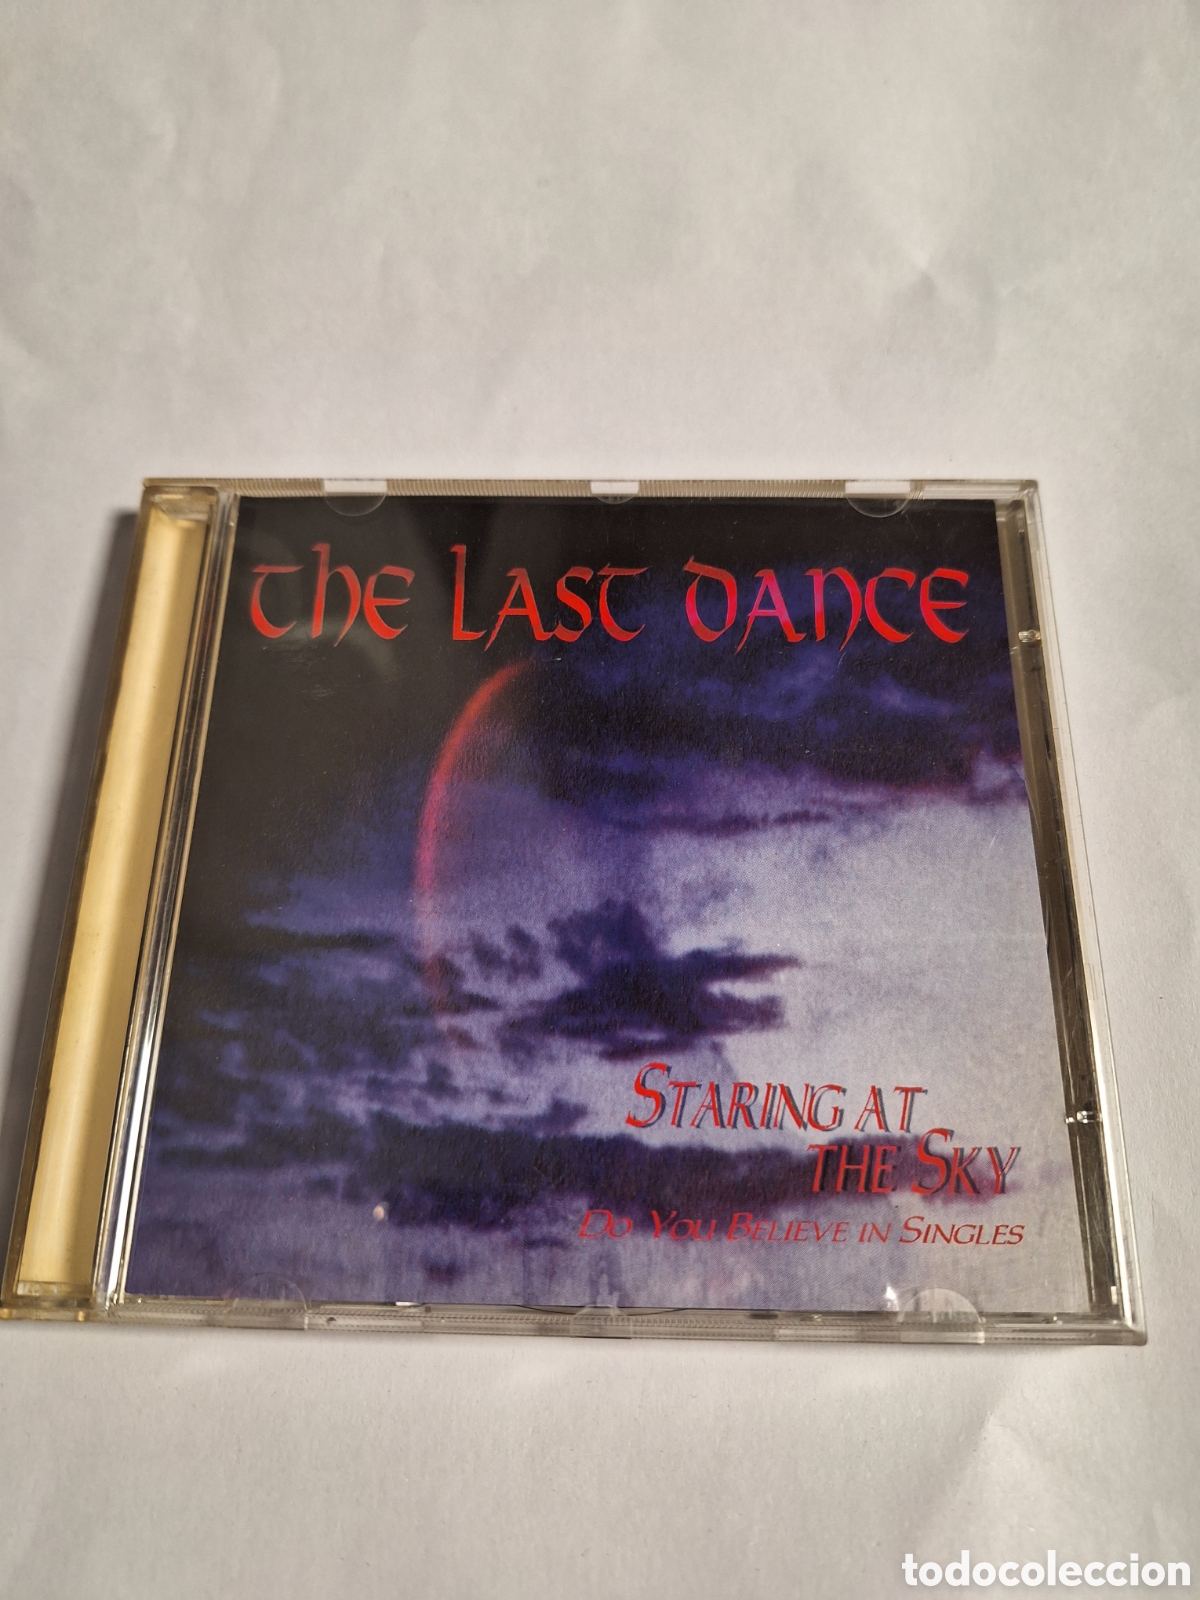 THE LAST DANCE
STARING AT
THE SKY
DO YOU BELIEVE IN SINGLES
todocoleccion